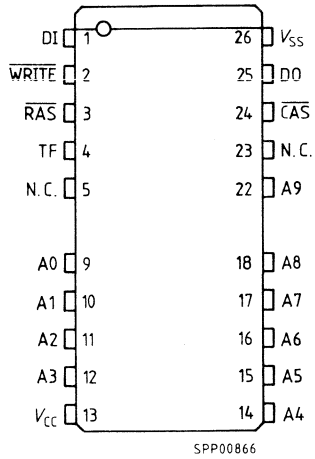 DI 1 26 VSS
WRITE 2 25 DO
RAS 3 24 CAS
TF 4 23 N.C.
N.C. 5 22 A9
A0 9 18 A8
A1 10 17 A7
A2 11 16 A6
A3 12 15 A5
VCC 13 14 A4
SPP00866